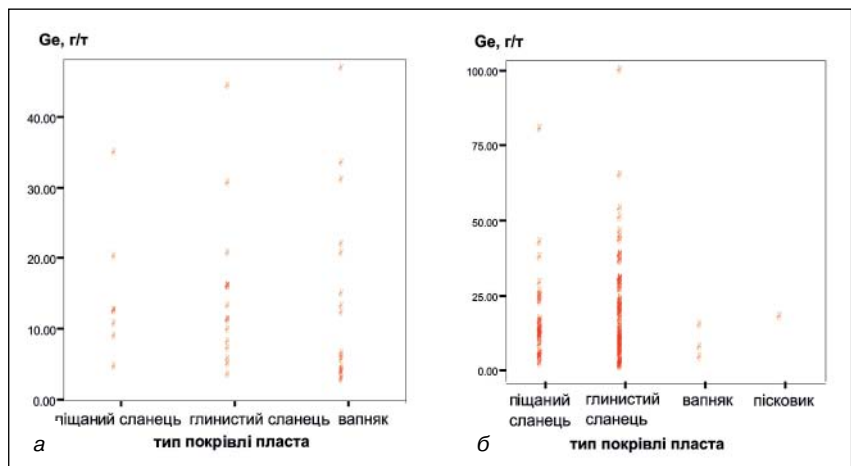 Ge, г/т
40.00
30.00
20.00
10.00
0.00
піщаний сланець глинистий сланець вапняк
а тип покрівлі пласта
Ge, г/т
100.00
75.00
50.00
25.00
00.00
піщаний глинистий вапняк пісковик
сланець сланець
б тип покрівлі пласта